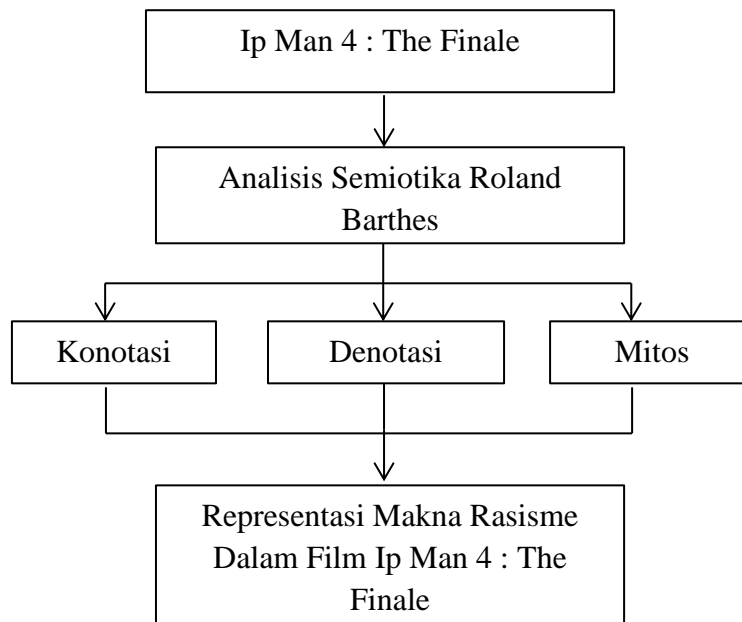 Ip Man 4 : The Finale
Analisis Semiotika Roland
Barthes
Konotasi
Denotasi
Mitos
Representasi Makna Rasisme
Dalam Film Ip Man 4 : The
Finale